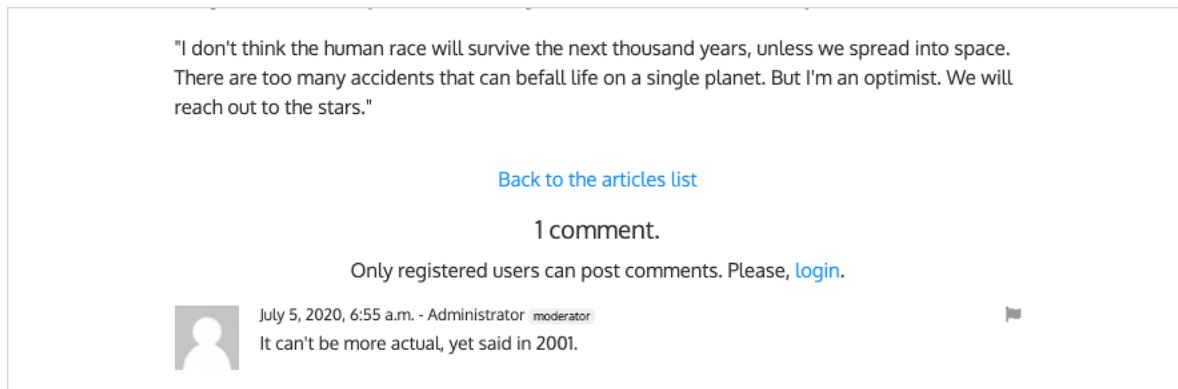 "I don't think the human race will survive the next thousand years, unless we spread into space.
There are too many accidents that can befall life on a single planet. But I'm an optimist. We will
reach out to the stars."
Back to the articles list
1 comment.
Only registered users can post comments. Please, login.
July 5, 2020, 6:55 a.m. - Administrator moderator
It can't be more actual, yet said in 2001.